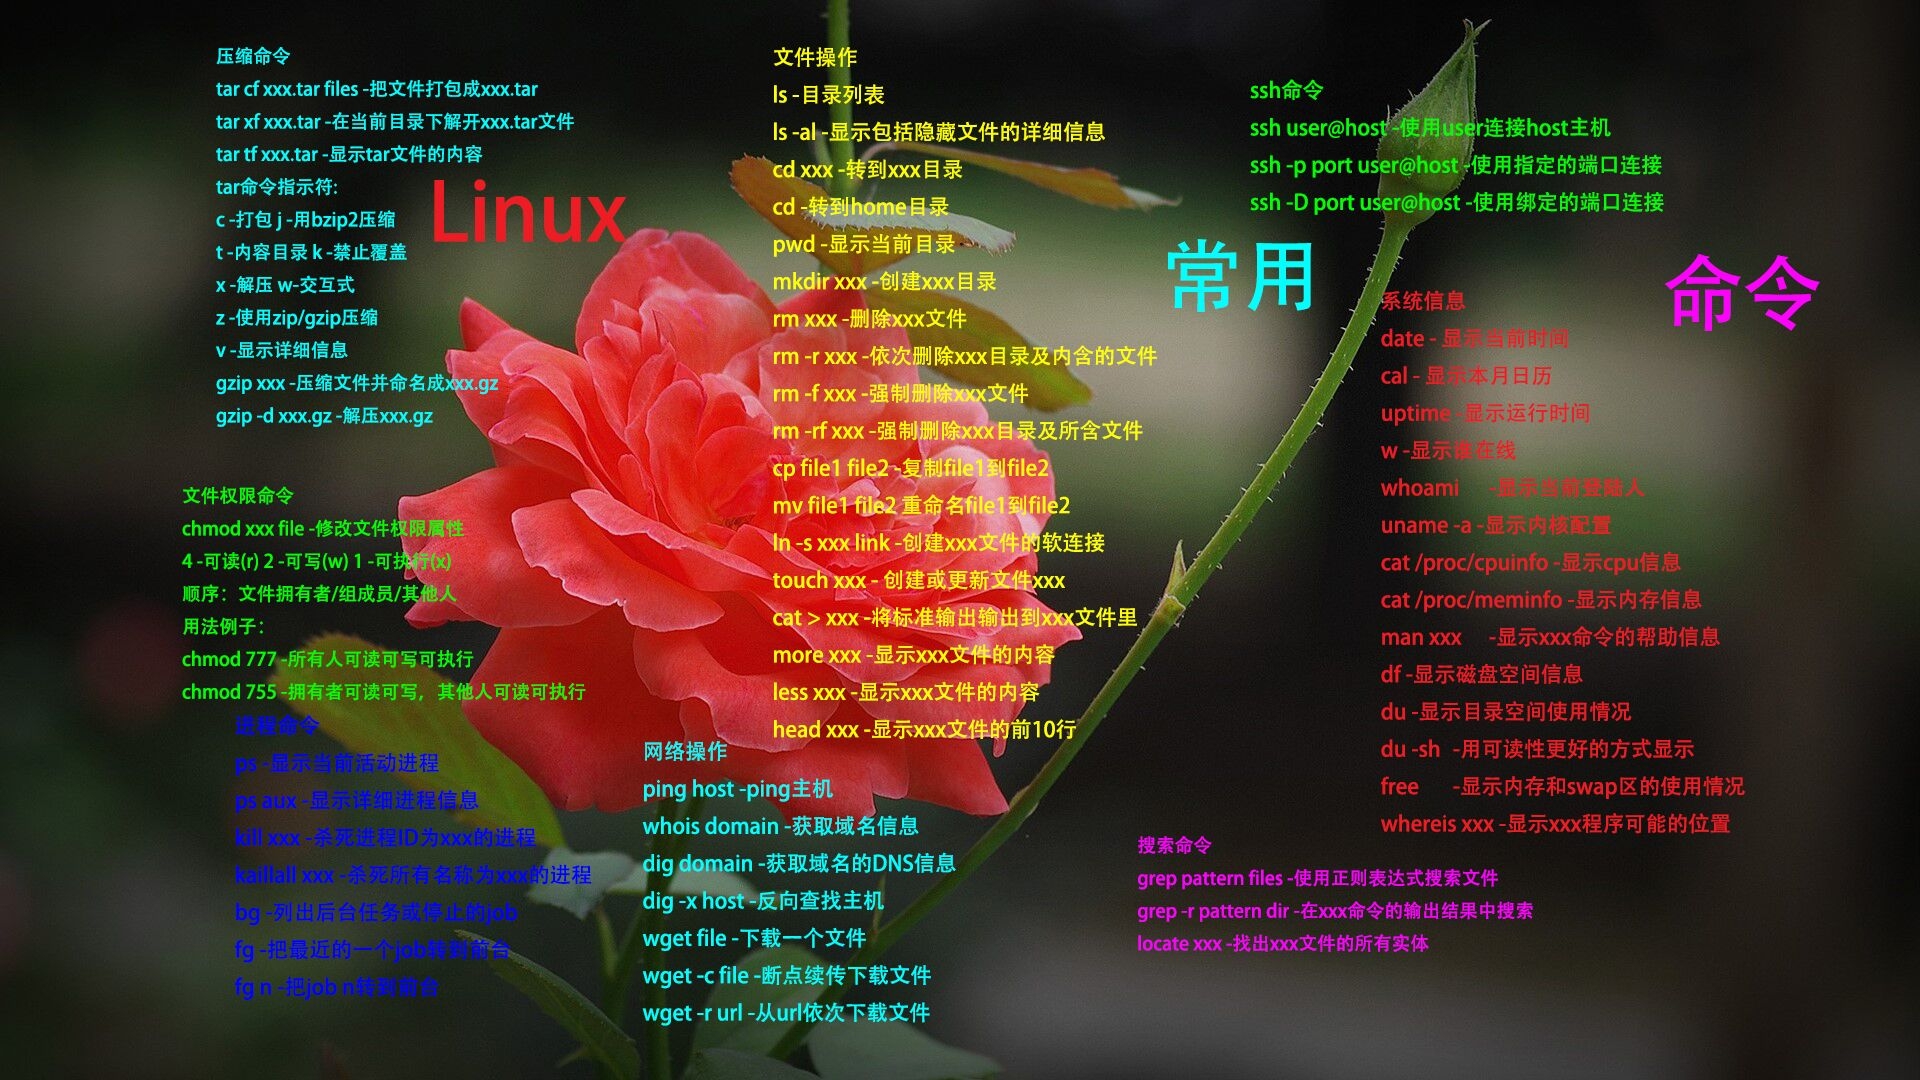 压缩命令
tar cf xxx.tar files -把文件打包成xxx.tar
tar xf xxx.tar -在当前目录下解开xxx.tar文件
tar tf xxx.tar -显示tar文件的内容
tar命令指示符:
c -打包 j -用bzip2压缩
t -内容目录 k -禁止覆盖
x -解压 w-交互式
z -使用zip/gzip压缩
v -显示详细信息
gzip xxx -压缩文件并命名成xxx.gz
gzip -d xxx.gz -解压xxx.gz
Linux
文件权限命令
chmod xxx file -修改文件权限属性
4 -可读(r) 2 -可写(w) 1 -可执行(x)
顺序：文件拥有者/组成员/其他人
用法例子：
chmod 777 -所有人可读可写可执行
chmod 755 -拥有者可读可写，其他人可读可执行
进程命令
ps -显示当前活动进程
ps aux -显示详细进程信息
kill xxx -杀死进程ID为xxx的进程
kaillall xxx -杀死所有名称为xxx的进程
bg -列出后台任务或停止的job
fg -把最近的一个job转到前台
fg n -把job n转到前台
文件操作
ls -目录列表
ls -al -显示包括隐藏文件的详细信息
cd xxx -转到xxx目录
cd -转到home目录
pwd -显示当前目录
mkdir xxx -创建xxx目录
rm xxx -删除xxx文件
rm -r xxx -依次删除xxx目录及内含的文件
rm -f xxx -强制删除xxx文件
rm -rf xxx -强制删除xxx目录及所含文件
cp file1 file2 -复制file1到file2
mv file1 file2 重命名file1到file2
ln -s xxx link -创建xxx文件的软连接
touch xxx - 创建或更新文件xxx
cat > xxx -将标准输出输出到xxx文件里
more xxx -显示xxx文件的内容
less xxx -显示xxx文件的内容
head xxx -显示xxx文件的前10行
网络操作
ping host -ping主机
whois domain -获取域名信息
dig domain -获取域名的DNS信息
dig -x host -反向查找主机
wget file -下载一个文件
wget -c file -断点续传下载文件
wget -r url -从url依次下载文件
ssh命令
ssh user@host -使用user连接host主机
ssh -p port user@host -使用指定的端口连接
ssh -D port user@host -使用绑定的端口连接
常用
命令
系统信息
date - 显示当前时间
cal - 显示本月日历
uptime -显示运行时间
w -显示谁在线
whoami -显示当前登陆人
uname -a -显示内核配置
cat /proc/cpuinfo -显示cpu信息
cat /proc/meminfo -显示内存信息
man xxx -显示xxx命令的帮助信息
df -显示磁盘空间信息
du -显示目录空间使用情况
du -sh -用可读性更好的方式显示
free -显示内存和swap区的使用情况
whereis xxx -显示xxx程序可能的位置
搜索命令
grep pattern files -使用正则表达式搜索文件
grep -r pattern dir -在xxx命令的输出结果中搜索
locate xxx -找出xxx文件的所有实体